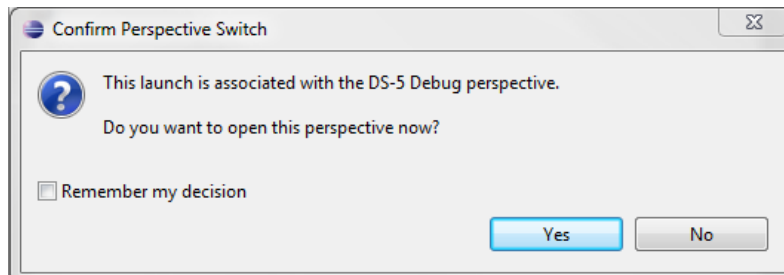 Confirm Perspective Switch
This launch is associated with the DS-5 Debug perspective.
Do you want to open this perspective now?
Remember my decision
Yes No